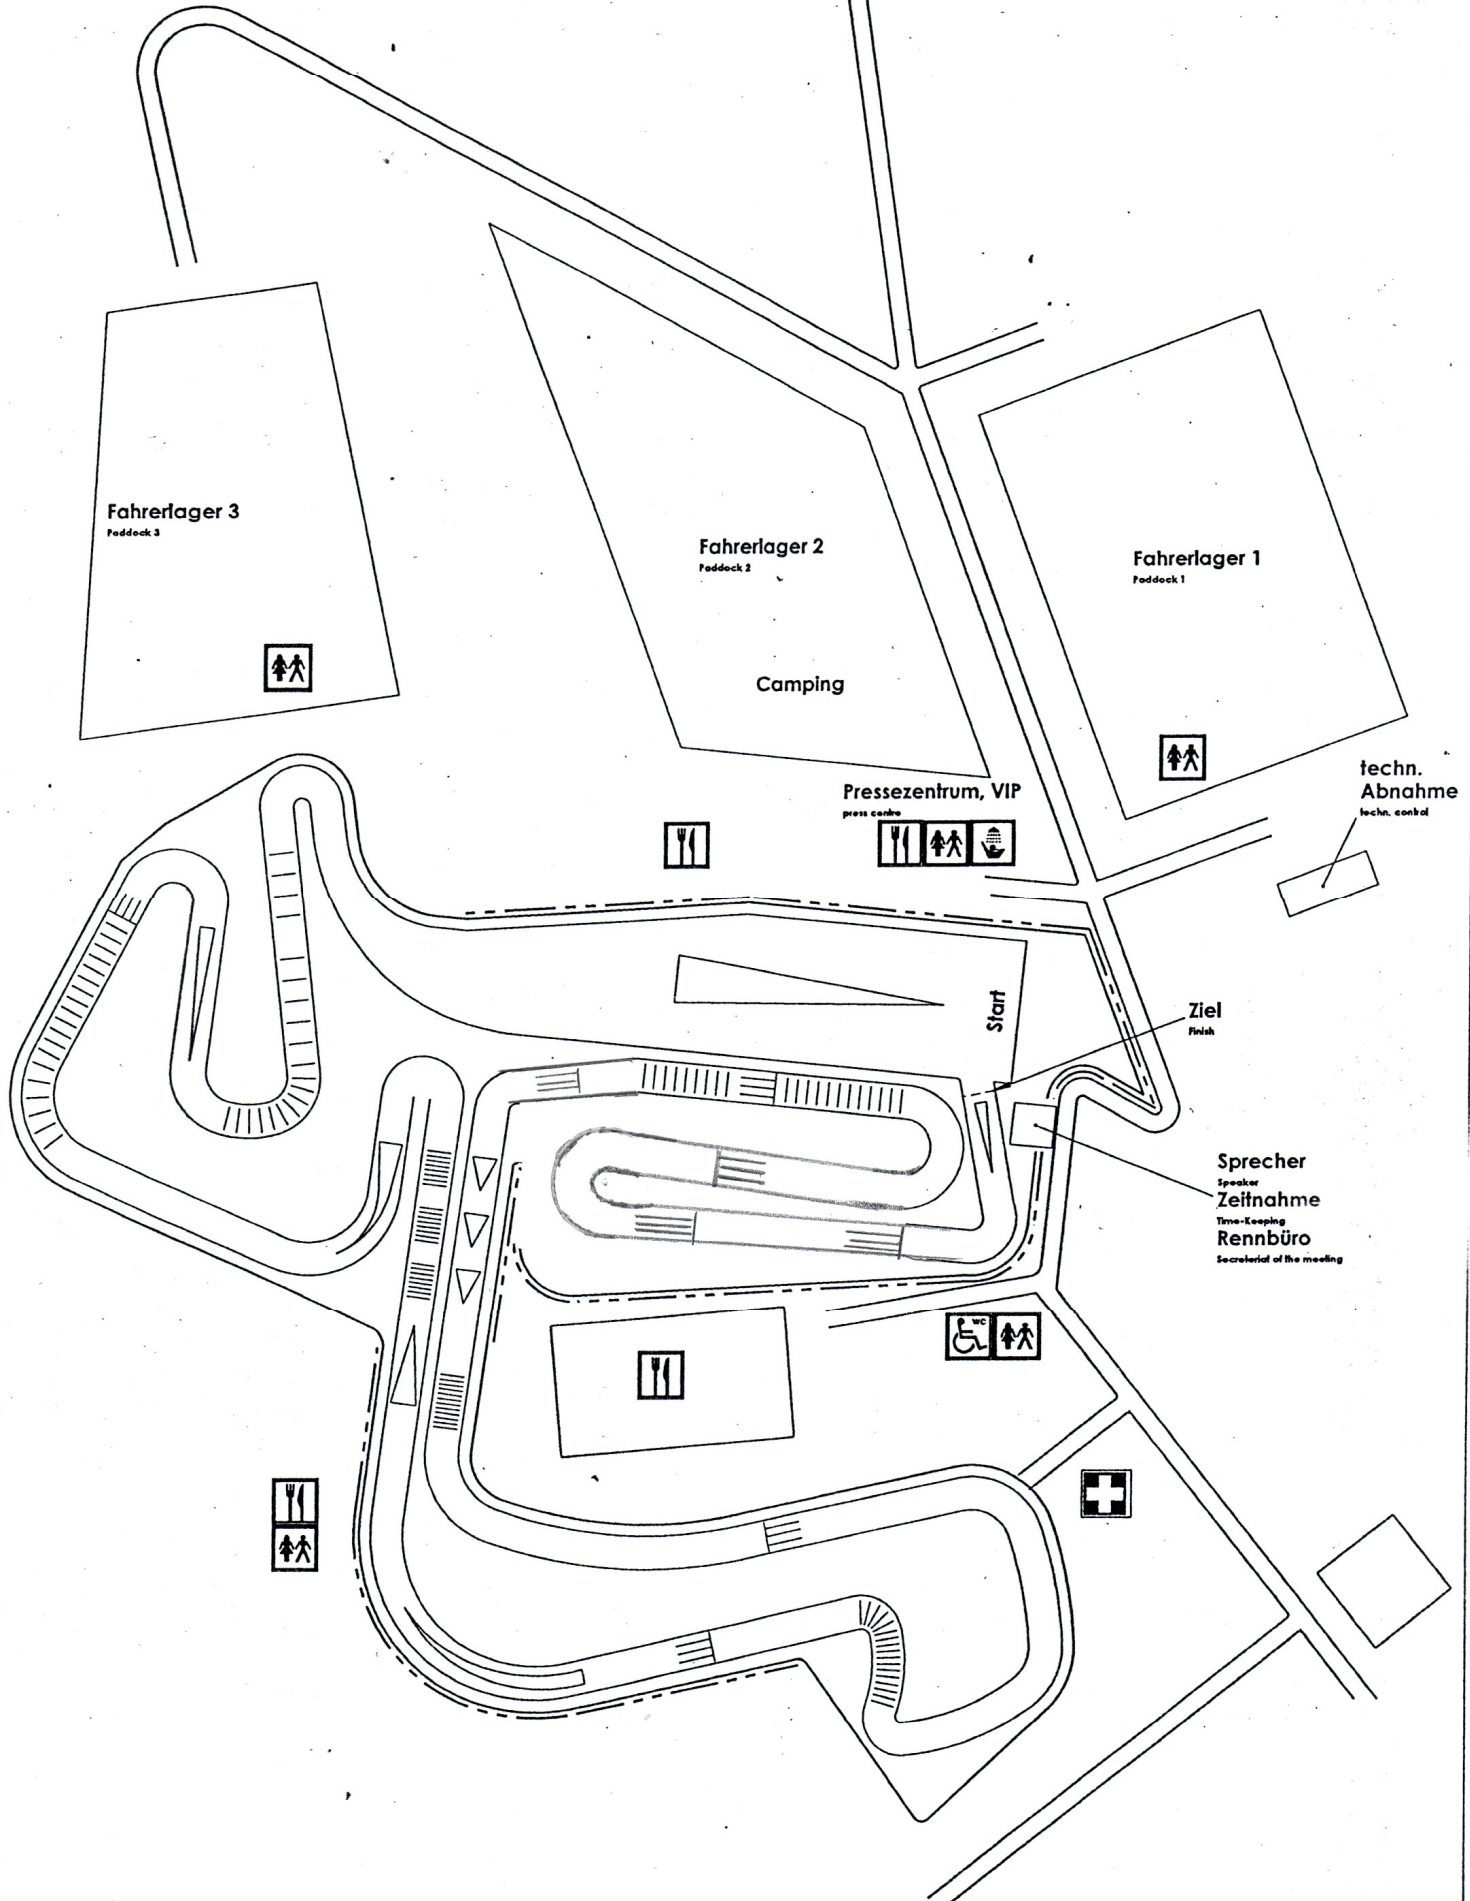 Fahrerlager 3
Paddock 3
Fahrerlager 2
Paddock 2
Fahrerlager 1
Paddock 1
Camping
Pressezentrum, VIP
press centre
techn.
Abnahme
techn. control
Start
Ziel
Finish
Sprecher
Speaker
Zeitnahme
Time-Keeping
Rennbüro
Secreteriat of the meeting
WC